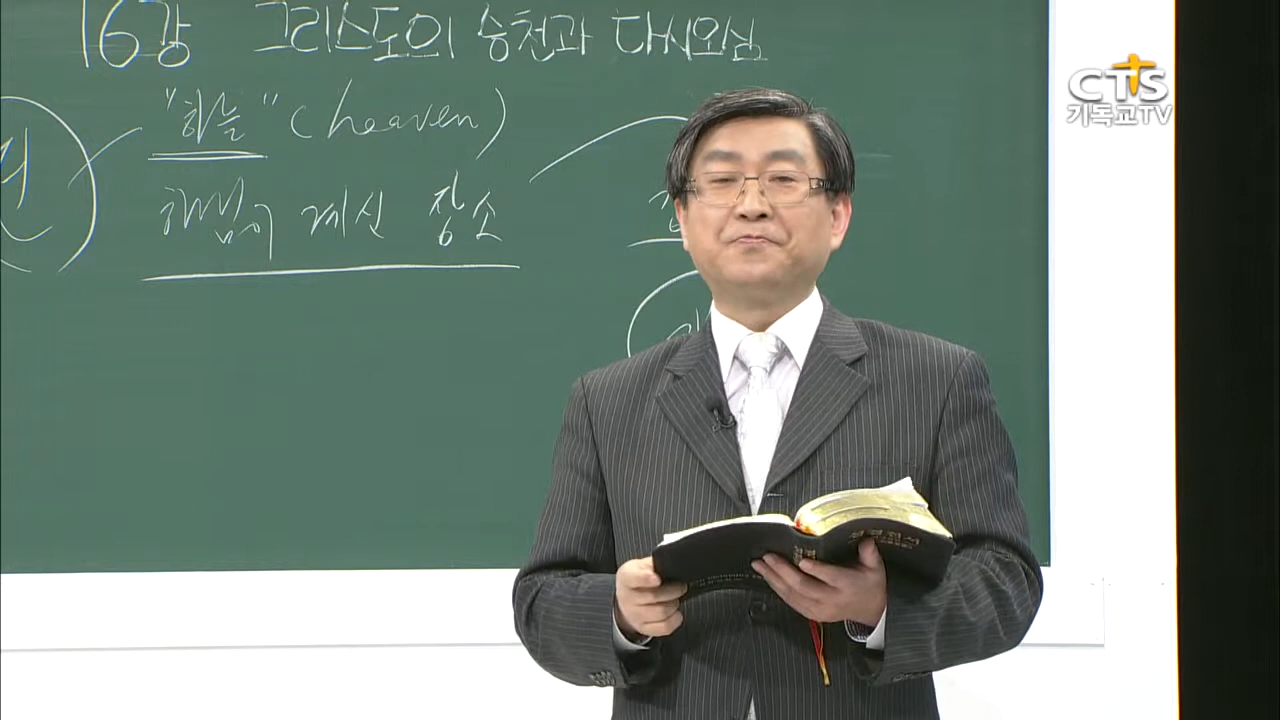 16강 그리스도의 승천과 다시오심
"하늘" (heaven)
하나님이 계신 장소
CTS
기독교TV